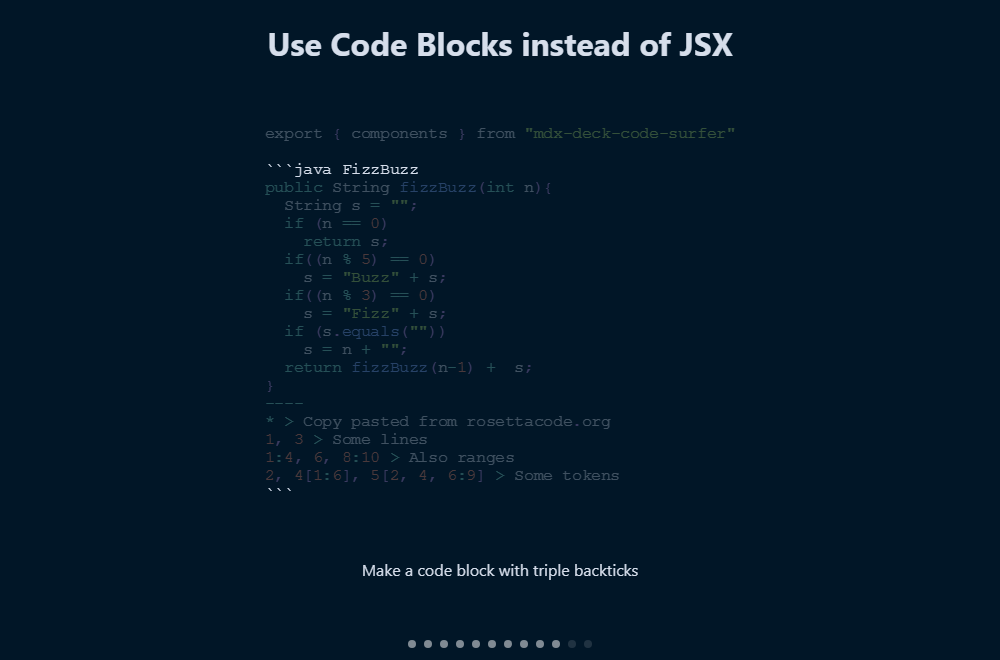 Use Code Blocks instead of JSX
export { components } from "mdx-deck-code-surfer"
```java FizzBuzz
public String fizzBuzz(int n){
  String s = "";
  if (n == 0)
    return s;
  if((n % 5) == 0)
    s = "Buzz" + s;
  if((n % 3) == 0)
    s = "Fizz" + s;
  if (s.equals(""))
    s = n + "";
  return fizzBuzz(n-1) +  s;
}
----
* > Copy pasted from rosettacode.org
1, 3 > Some lines
1:4, 6, 8:10 > Also ranges
2, 4[1:6], 5[2, 4, 6:9] > Some tokens
```
Make a code block with triple backticks